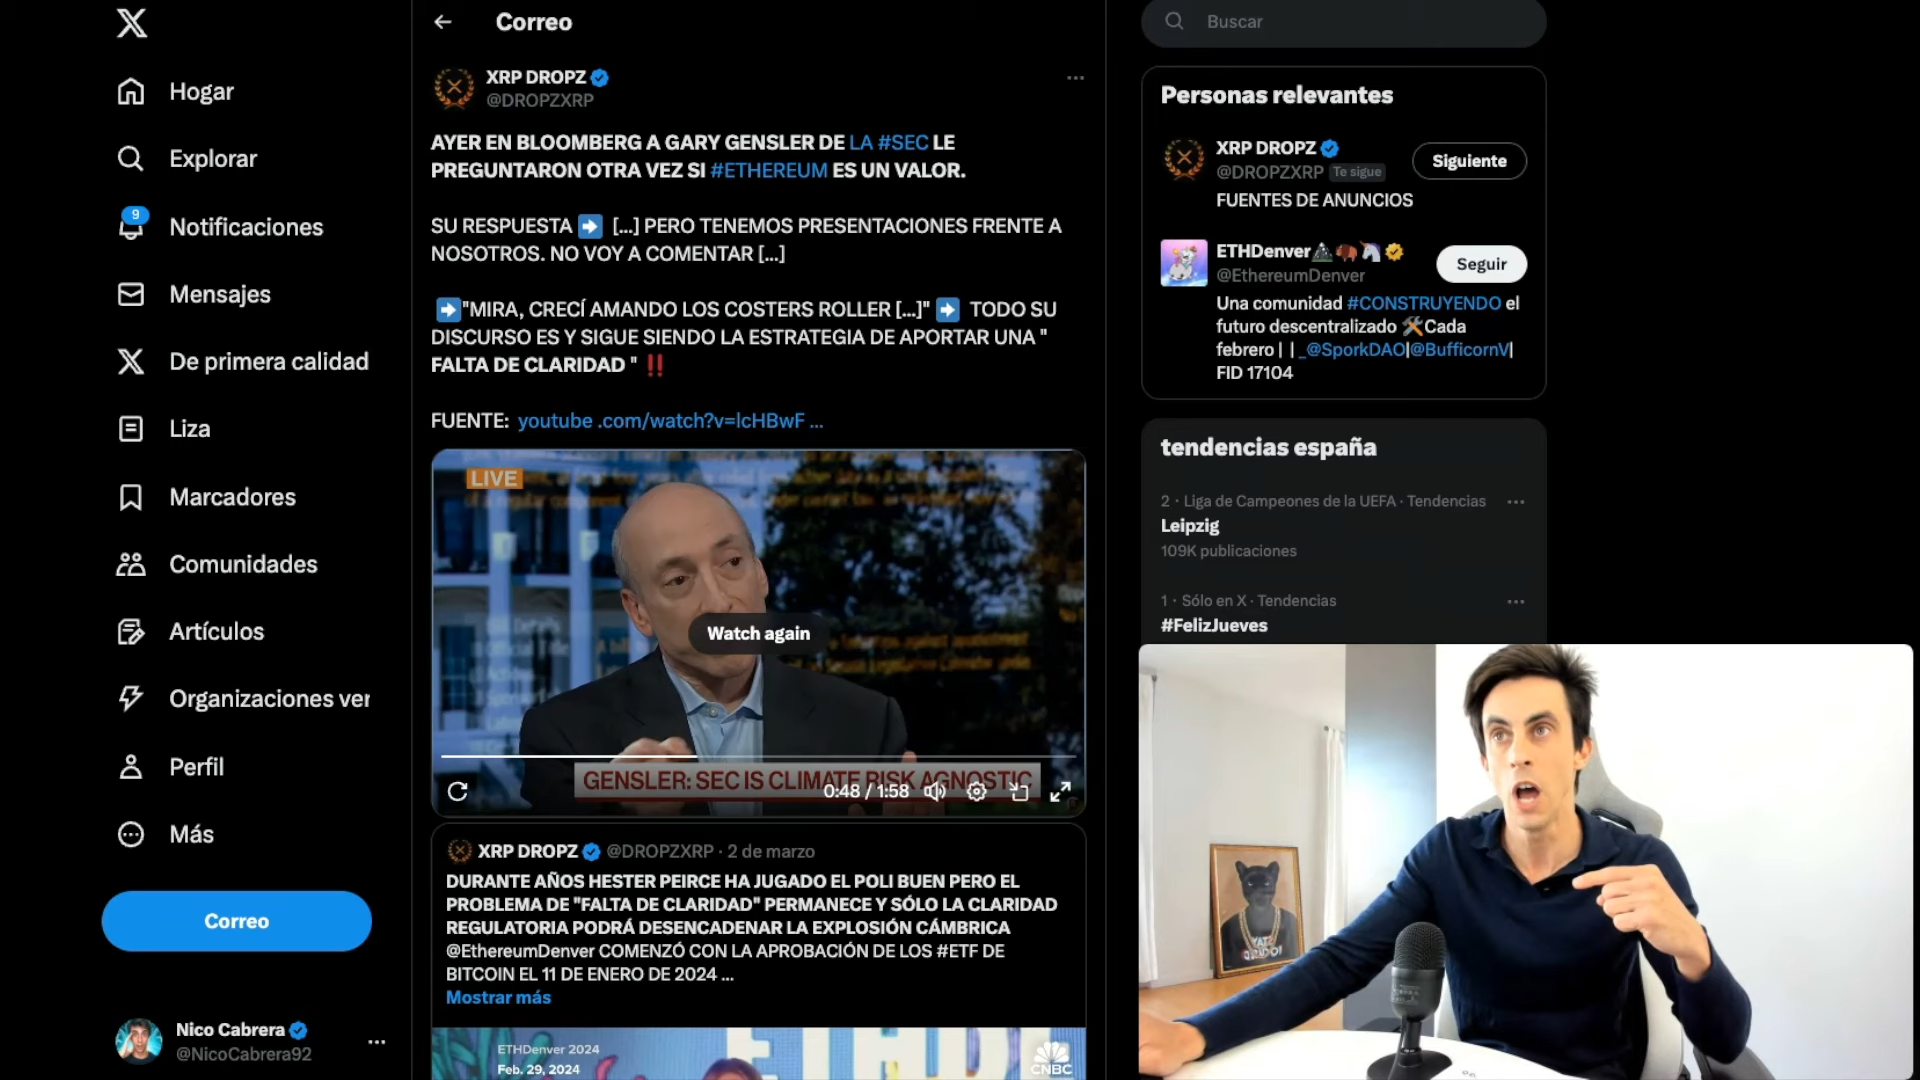 Hogar
Explorar
9
Notificaciones
Mensajes
De primera calidad
Liza
Marcadores
Comunidades
Artículos
Organizaciones ver
Perfil
Más
Correo
Nico Cabrera
@NicoCabrera92
Correo
XRP DROPZ
@DROPZXRP
AYER EN BLOOMBERG A GARY GENSLER DE LA #SEC LE
PREGUNTARON OTRA VEZ SI #ETHEREUM ES UN VALOR.
SU RESPUESTA ➡ [...] PERO TENEMOS PRESENTACIONES FRENTE A
NOSOTROS. NO VOY A COMENTAR [...]
➡"MIRA, CRECÍ AMANDO LOS COSTERS ROLLER [...]" ➡ TODO SU
DISCURSO ES Y SIGUE SIENDO LA ESTRATEGIA DE APORTAR UNA "
FALTA DE CLARIDAD " ‼
FUENTE: youtube .com/watch?v=lcHBwF ...
LIVE
Watch again
GENSLER: SEC IS CLIMATE RISK AGNOSTIC
0:48 / 1:58
XRP DROPZ @DROPZXRP · 2 de marzo
DURANTE AÑOS HESTER PEIRCE HA JUGADO EL POLI BUEN PERO EL
PROBLEMA DE "FALTA DE CLARIDAD" PERMANECE Y SÓLO LA CLARIDAD
REGULATORIA PODRÁ DESENCADENAR LA EXPLOSIÓN CÁMBRICA
@EthereumDenver COMENZÓ CON LA APROBACIÓN DE LOS #ETF DE
BITCOIN EL 11 DE ENERO DE 2024 ...
Mostrar más
ETHDenver 2024
Feb. 29, 2024
CNBC
Buscar
Personas relevantes
XRP DROPZ
@DROPZXRP Te sigue
Siguiente
FUENTES DE ANUNCIOS
ETHDenver
@EthereumDenver
Seguir
Una comunidad #CONSTRUYENDO el
futuro descentralizado 🛠Cada
febrero | | _@SporkDAO|@BufficornV|
FID 17104
tendencias españa
2 · Liga de Campeones de la UEFA · Tendencias
Leipzig
109K publicaciones
1 · Sólo en X · Tendencias
#FelizJueves